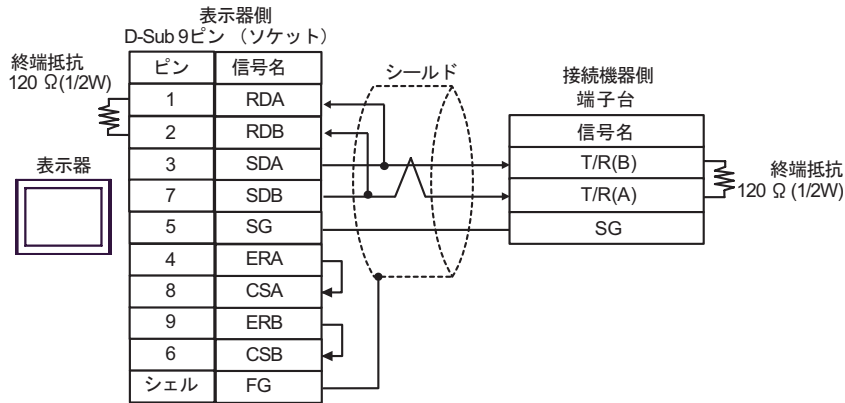 表示器側
D-Sub 9ピン （ソケット）
終端抵抗
120 Ω(1/2W)
ピン 信号名
1 RDA
2 RDB
3 SDA
7 SDB
5 SG
4 ERA
8 CSA
9 ERB
6 CSB
シェル FG
表示器
シールド
接続機器側
端子台
信号名
T/R(B)
T/R(A)
SG
終端抵抗
120 Ω (1/2W)